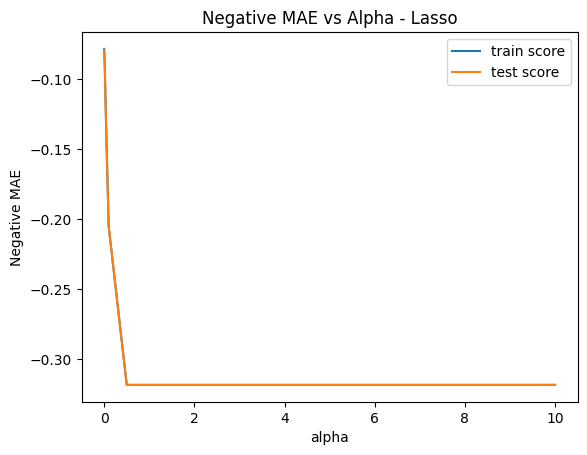 Negative MAE vs Alpha - Lasso
train score
test score
−0.10
−0.15
−0.20
−0.25
−0.30
Negative MAE
0
2
4
6
8
10
alpha